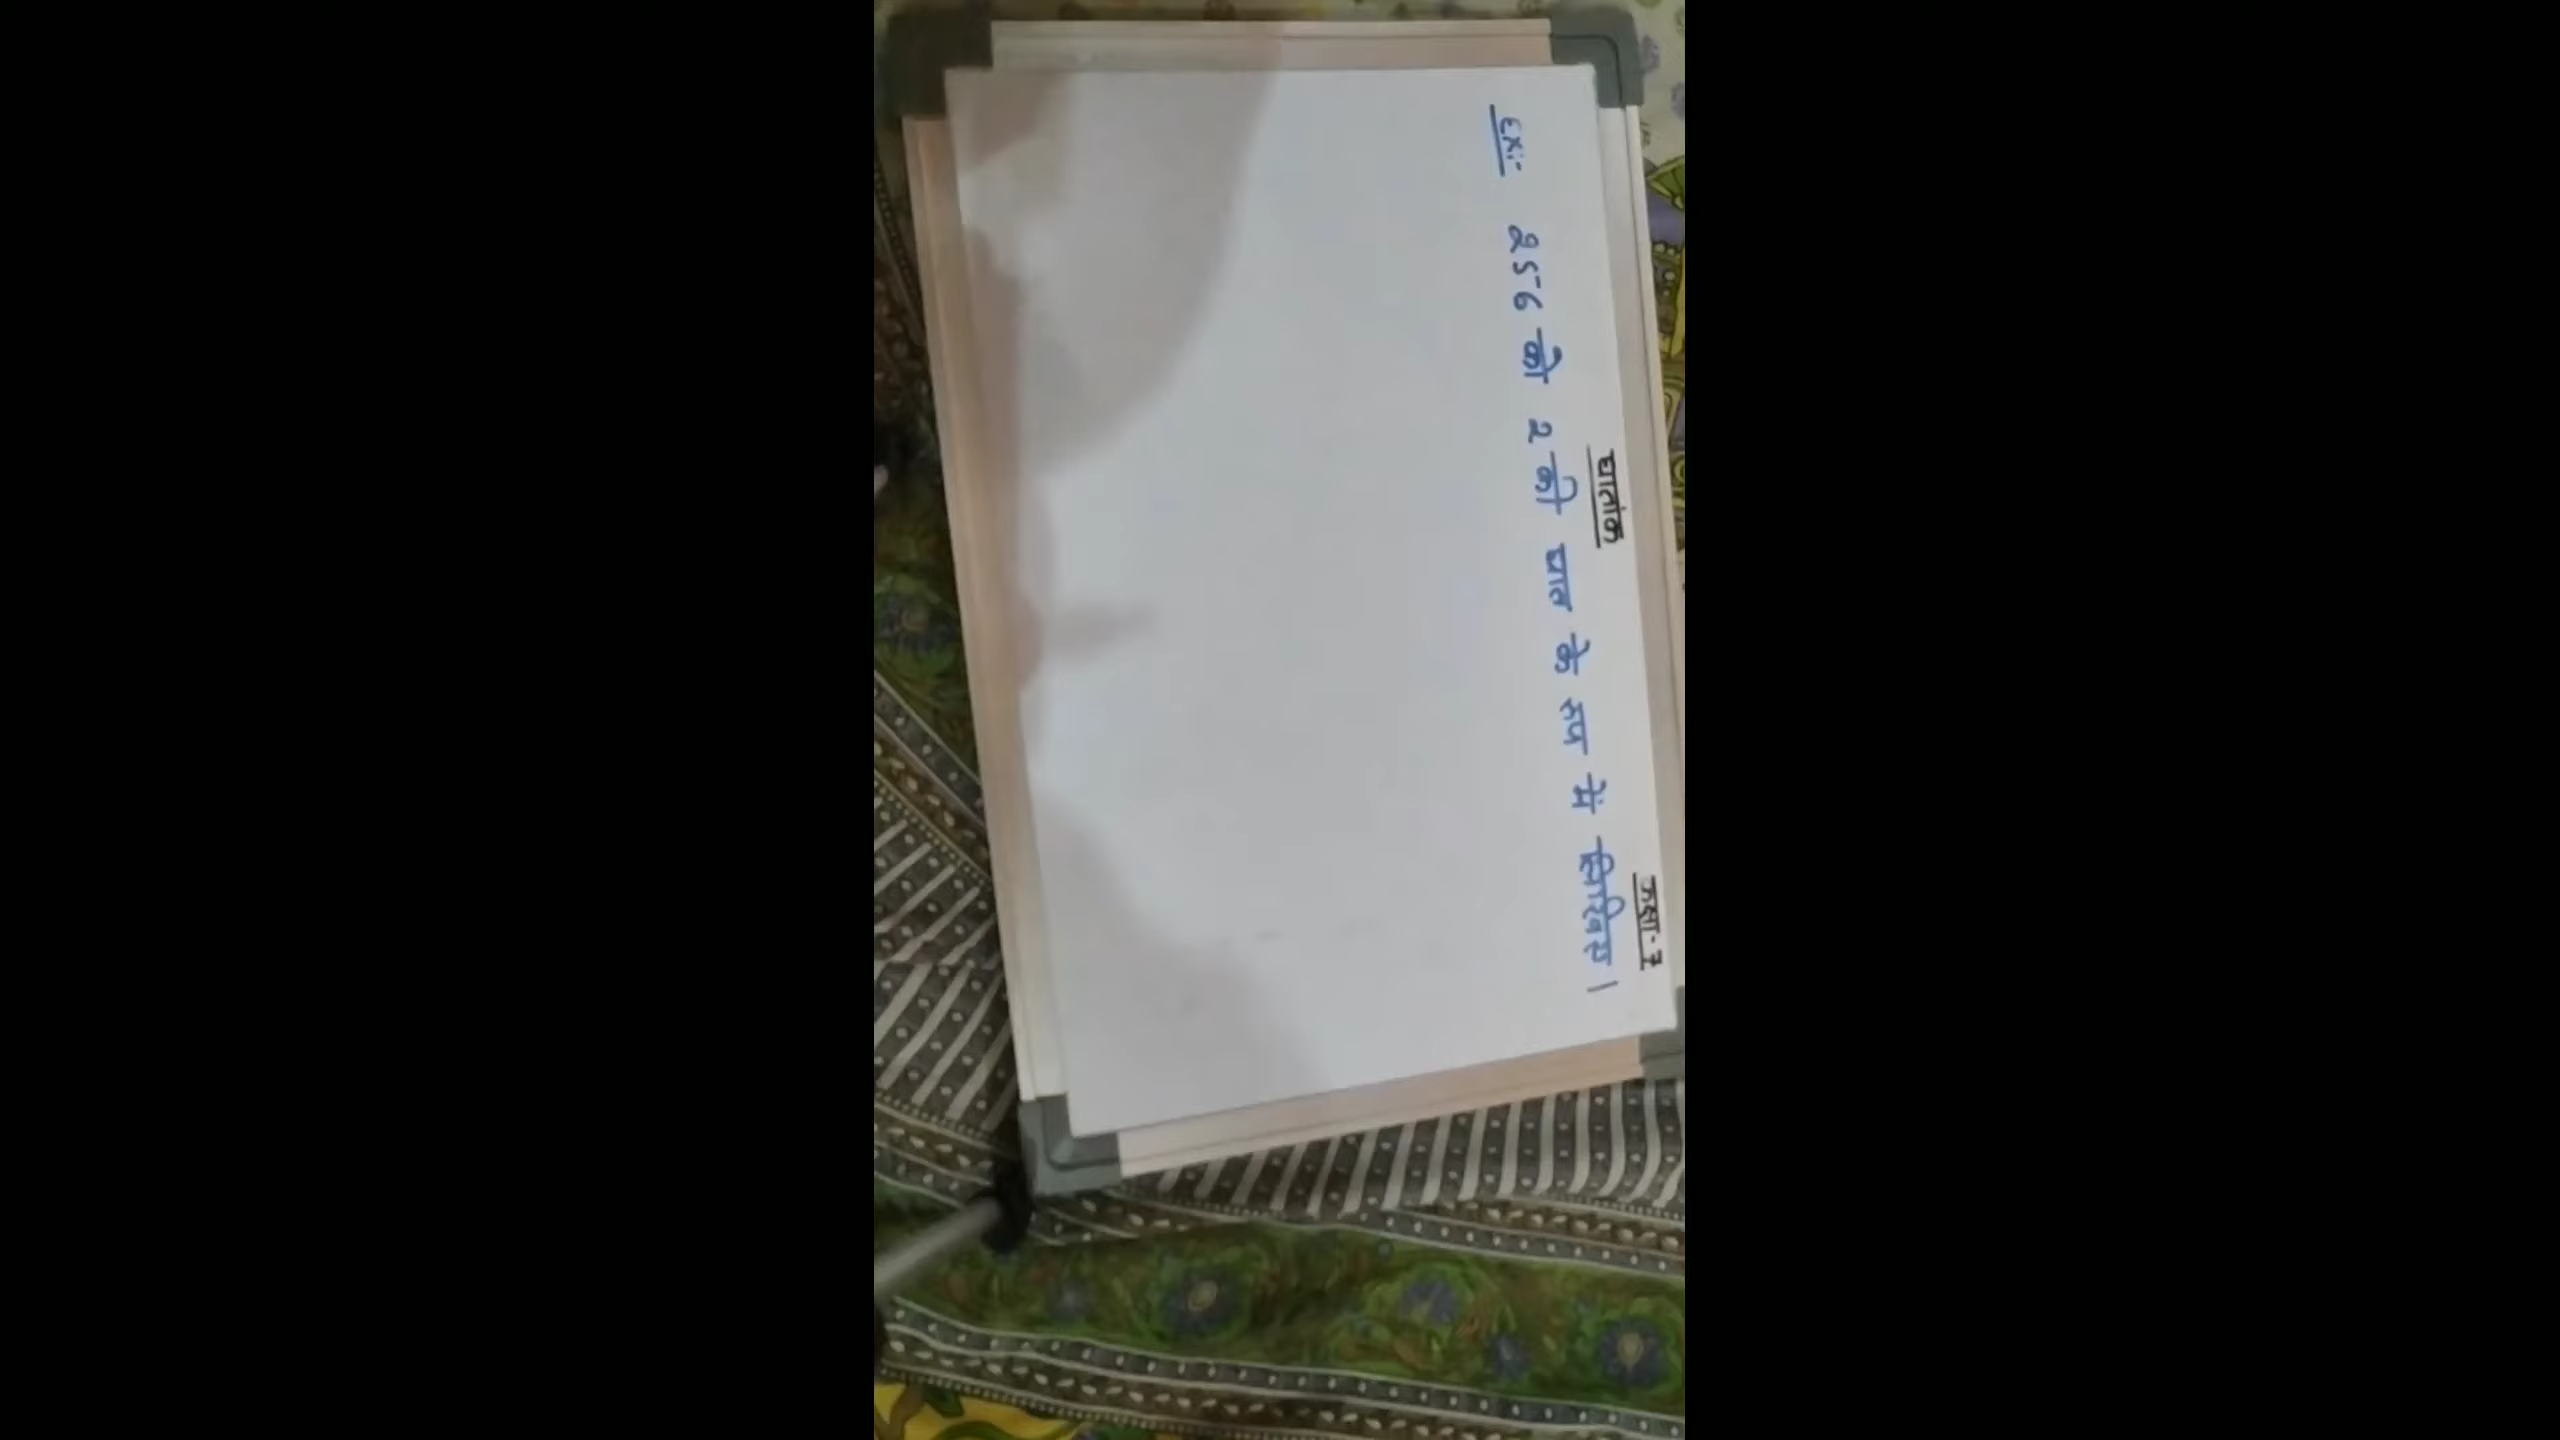 कक्षा-7
घातांक
Ex:- 256 को 2 की घात के रूप में लिखिए।